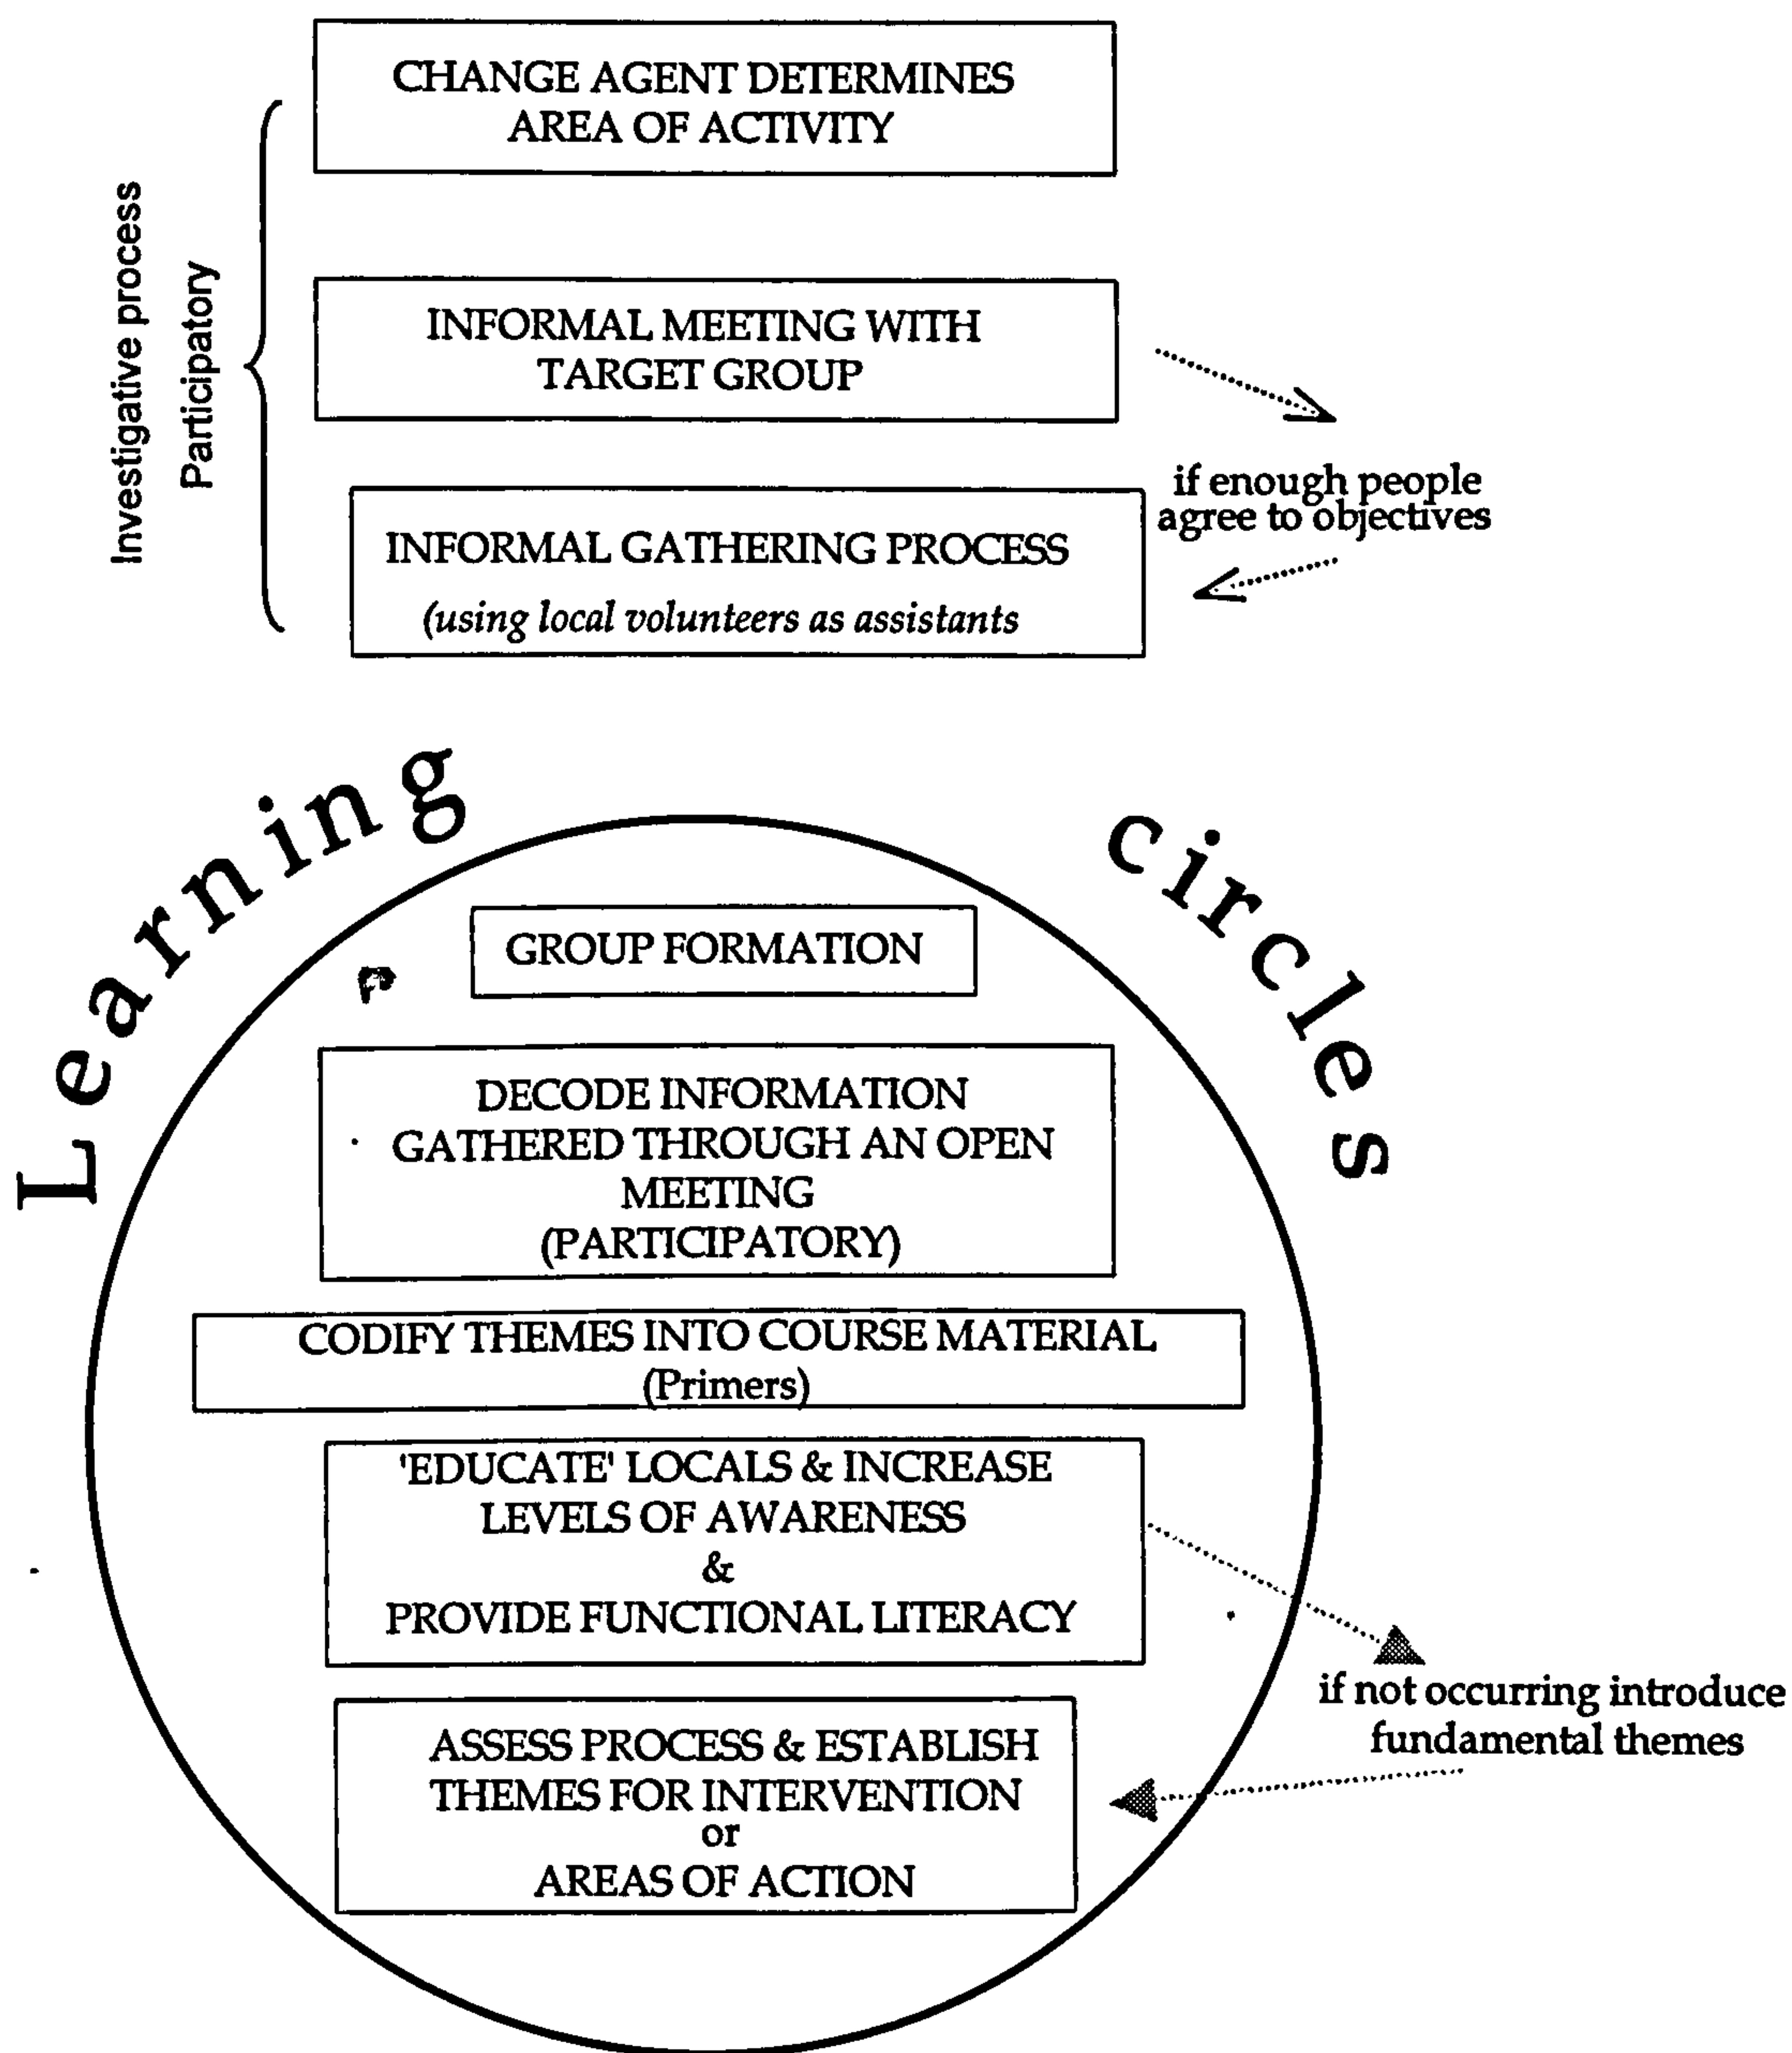 CHANGE AGENT DETERMINES
AREA OF ACTIVITY
Investigative process
Participatory
INFORMAL MEETING WITH
TARGET GROUP
if enough people
agree to objectives
INFORMAL GATHERING PROCESS
(using local volunteers as assistants
Learning circles
GROUP FORMATION
DECODE INFORMATION
GATHERED THROUGH AN OPEN
MEETING
(PARTICIPATORY)
CODIFY THEMES INTO COURSE MATERIAL
(Primers)
'EDUCATE' LOCALS & INCREASE
LEVELS OF AWARENESS
&
PROVIDE FUNCTIONAL LITERACY
if not occurring introduce
fundamental themes
ASSESS PROCESS & ESTABLISH
THEMES FOR INTERVENTION
or
AREAS OF ACTION